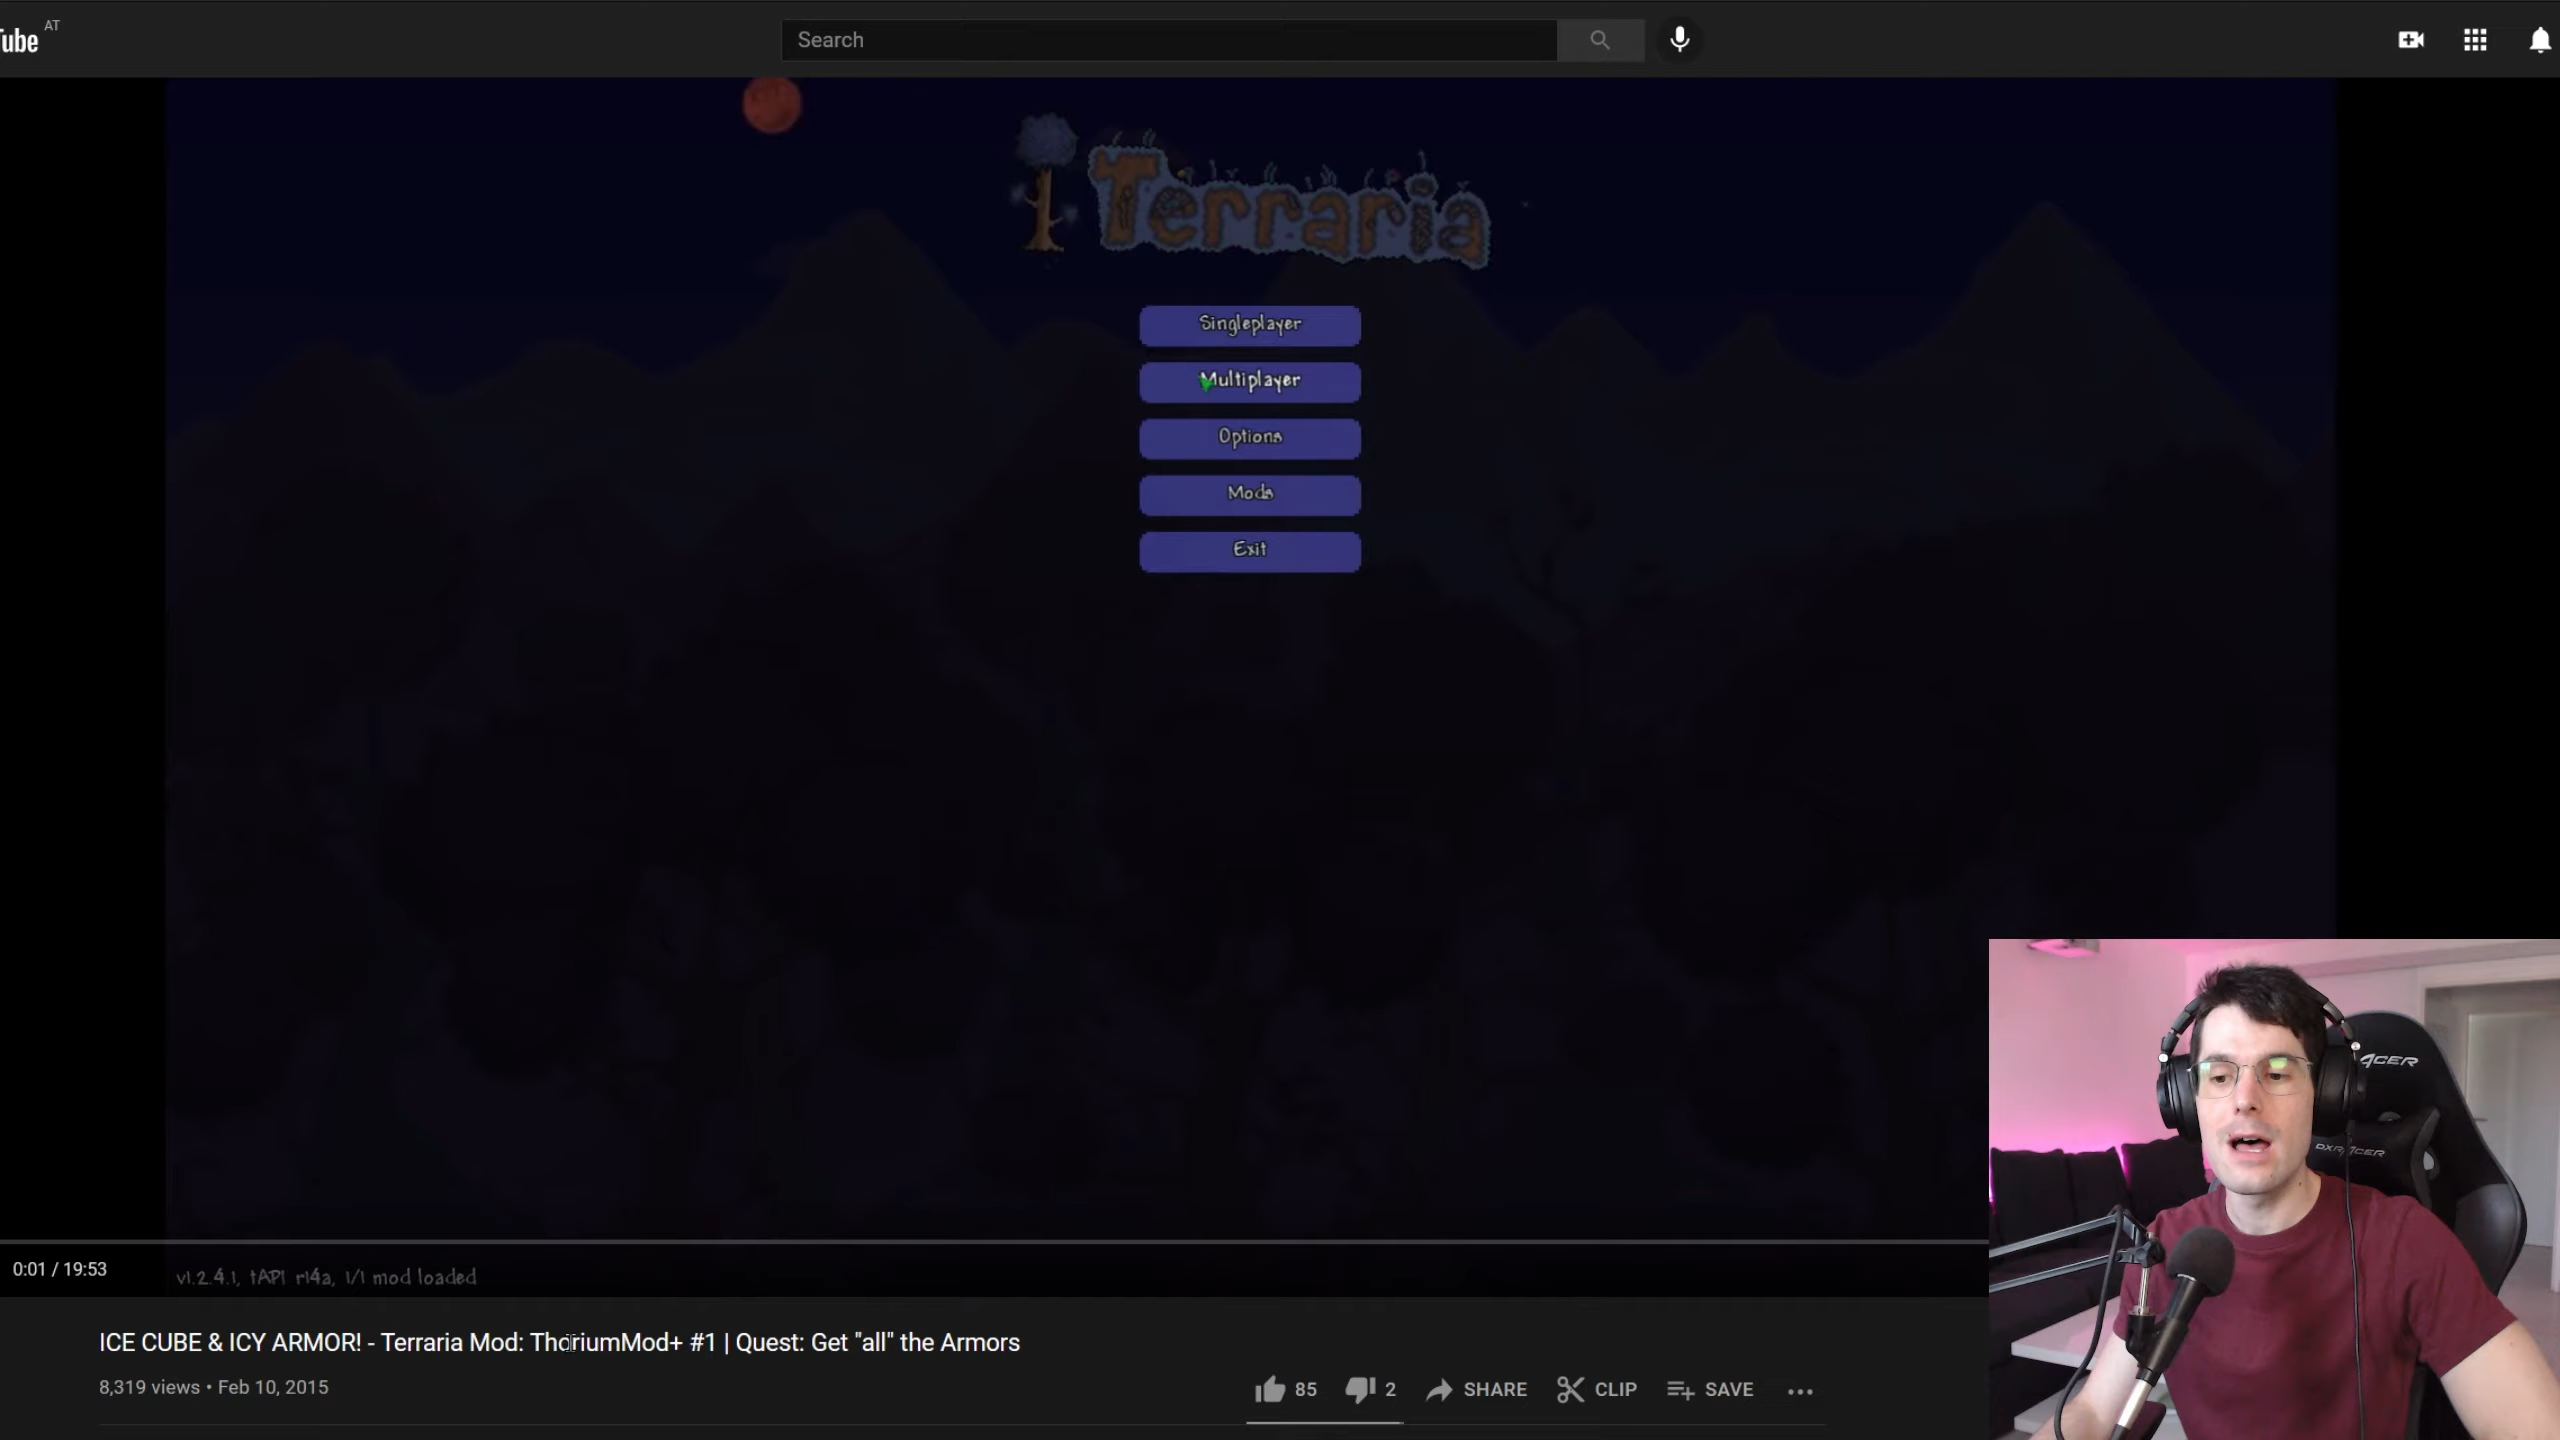 Tube AT
Search
Terraria
Singleplayer
Multiplayer
Options
Mods
Exit
0:01 / 19:53
v1.2.4.1, tAPI r14a, 1/1 mod loaded
ICE CUBE & ICY ARMOR! - Terraria Mod: ThoriumMod+ #1 | Quest: Get "all" the Armors
8,319 views • Feb 10, 2015
85
2
SHARE
CLIP
SAVE
ACER
DXRACER